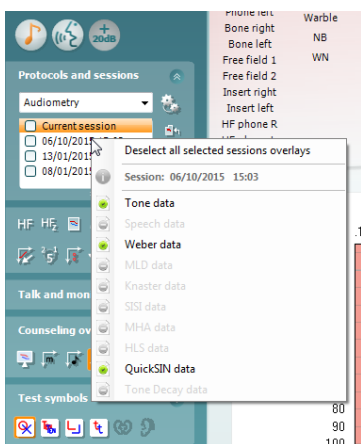 20dB
Protocols and sessions
Audiometry
Current session
06/10/2015
13/01/201
08/01/201
HF HF2
Talk and mon
Counseling ov
Test symbols
Phone left
Bone right
Bone left
Free field 1
Free field 2
Insert right
Insert left
HF phone R
Warble
NB
WN
Deselect all selected sessions overlays
Session: 06/10/2015 15:03
Tone data
Speech data
Weber data
MLD data
Knaster data
SISI data
MHA data
HLS data
QuickSIN data
Tone Decay data
.1
80
90
100